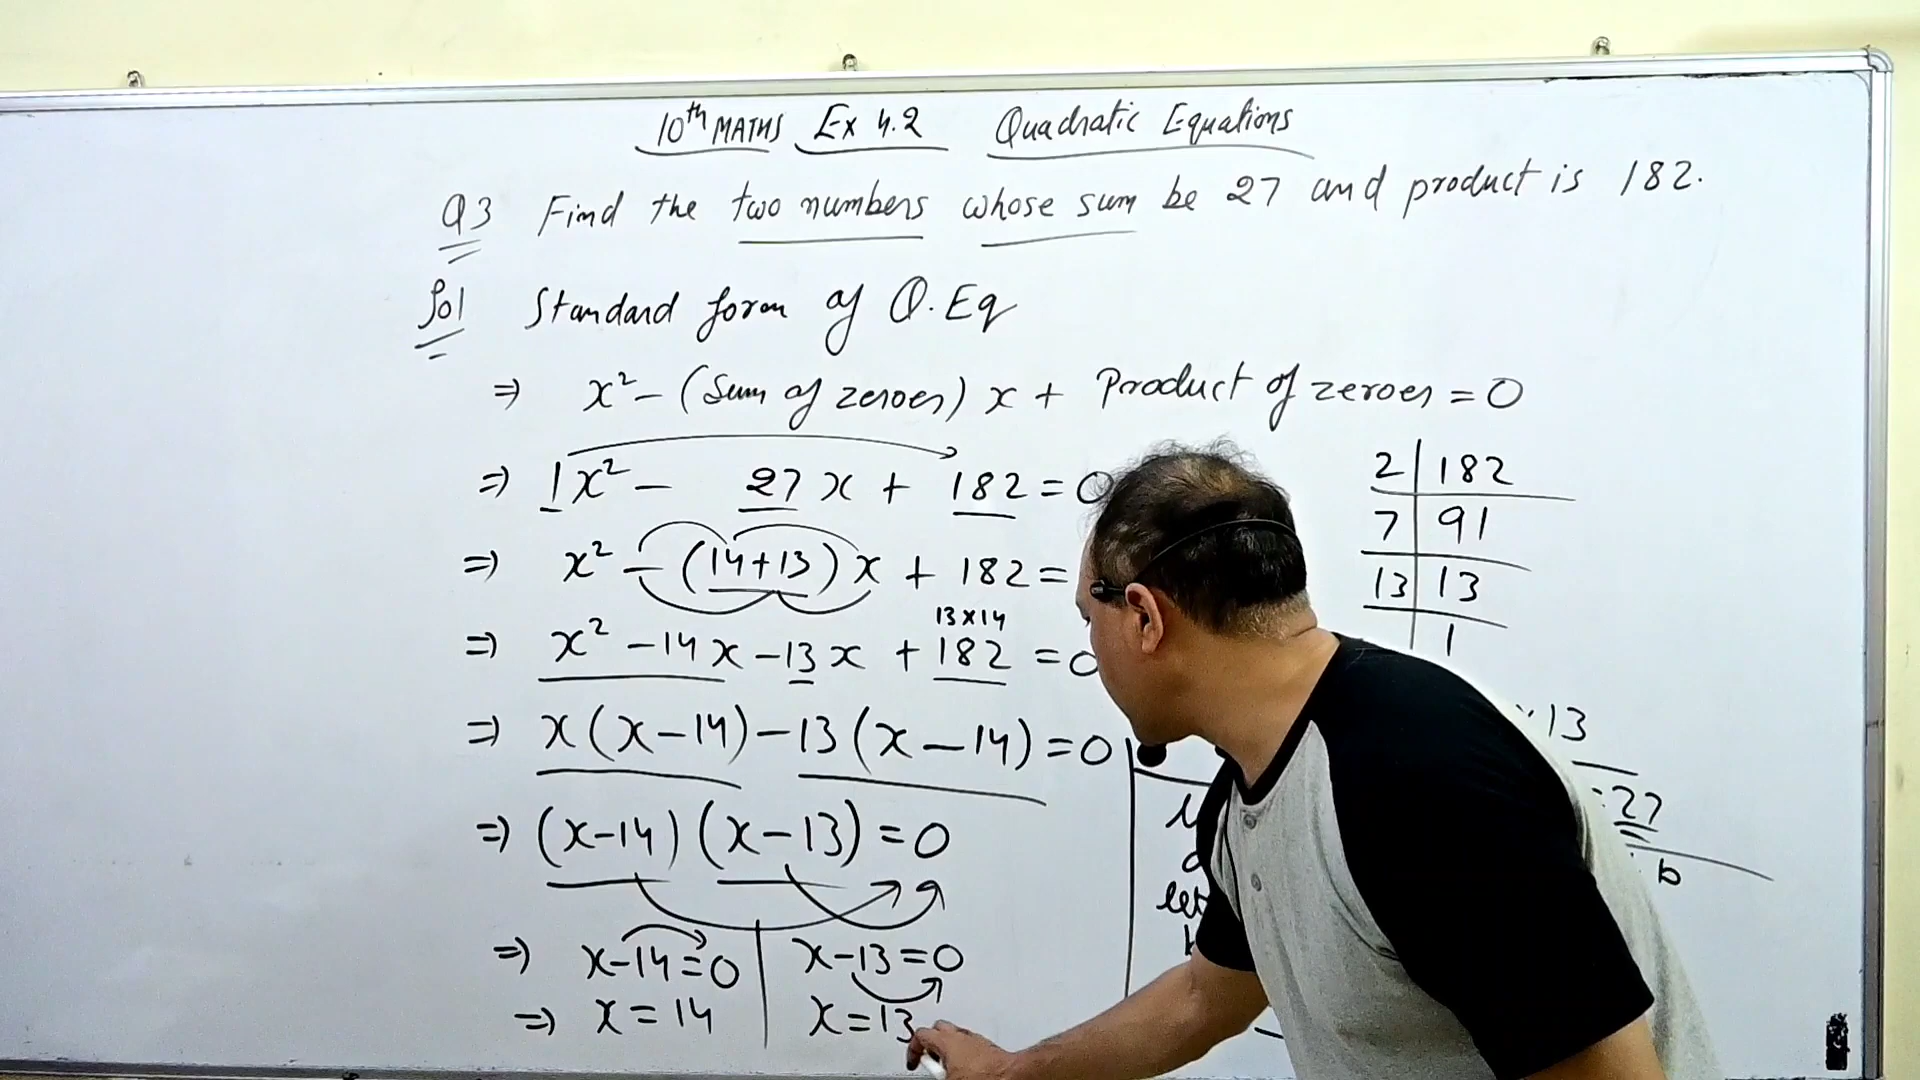 10th MATHS Ex 4.2 Quadratic Equations
Q3 Find the two numbers whose sum be 27 and product is 182.
Sol Standard form of Q.Eq
⇒ x² - (Sum of zeroes) x + Product of zeroes = 0
⇒ 1x² - 27x + 182 = 0
⇒ x² - (14+13)x + 182 =
13x14
⇒ x² - 14x - 13x + 182 = 0
⇒ x(x-14) - 13(x-14) = 0
⇒ (x-14) (x-13) = 0
⇒ x-14=0 | x-13=0
⇒ x=14 | x=13
2 | 182
7 | 91
13 | 13
1
13
27
b
let